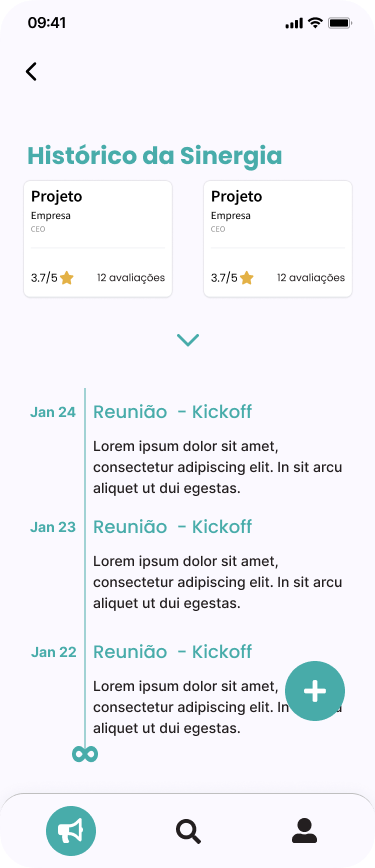 09:41
Histórico da Sinergia
Projeto
Empresa
CEO
3.7/5 12 avaliações
Projeto
Empresa
CEO
3.7/5 12 avaliações
Jan 24 Reunião - Kickoff
Lorem ipsum dolor sit amet,
consectetur adipiscing elit. In sit arcu
aliquet ut dui egestas.
Jan 23 Reunião - Kickoff
Lorem ipsum dolor sit amet,
consectetur adipiscing elit. In sit arcu
aliquet ut dui egestas.
Jan 22 Reunião - Kickoff
Lorem ipsum dolor sit amet,
consectetur adipiscing elit. In sit
aliquet ut dui egestas.